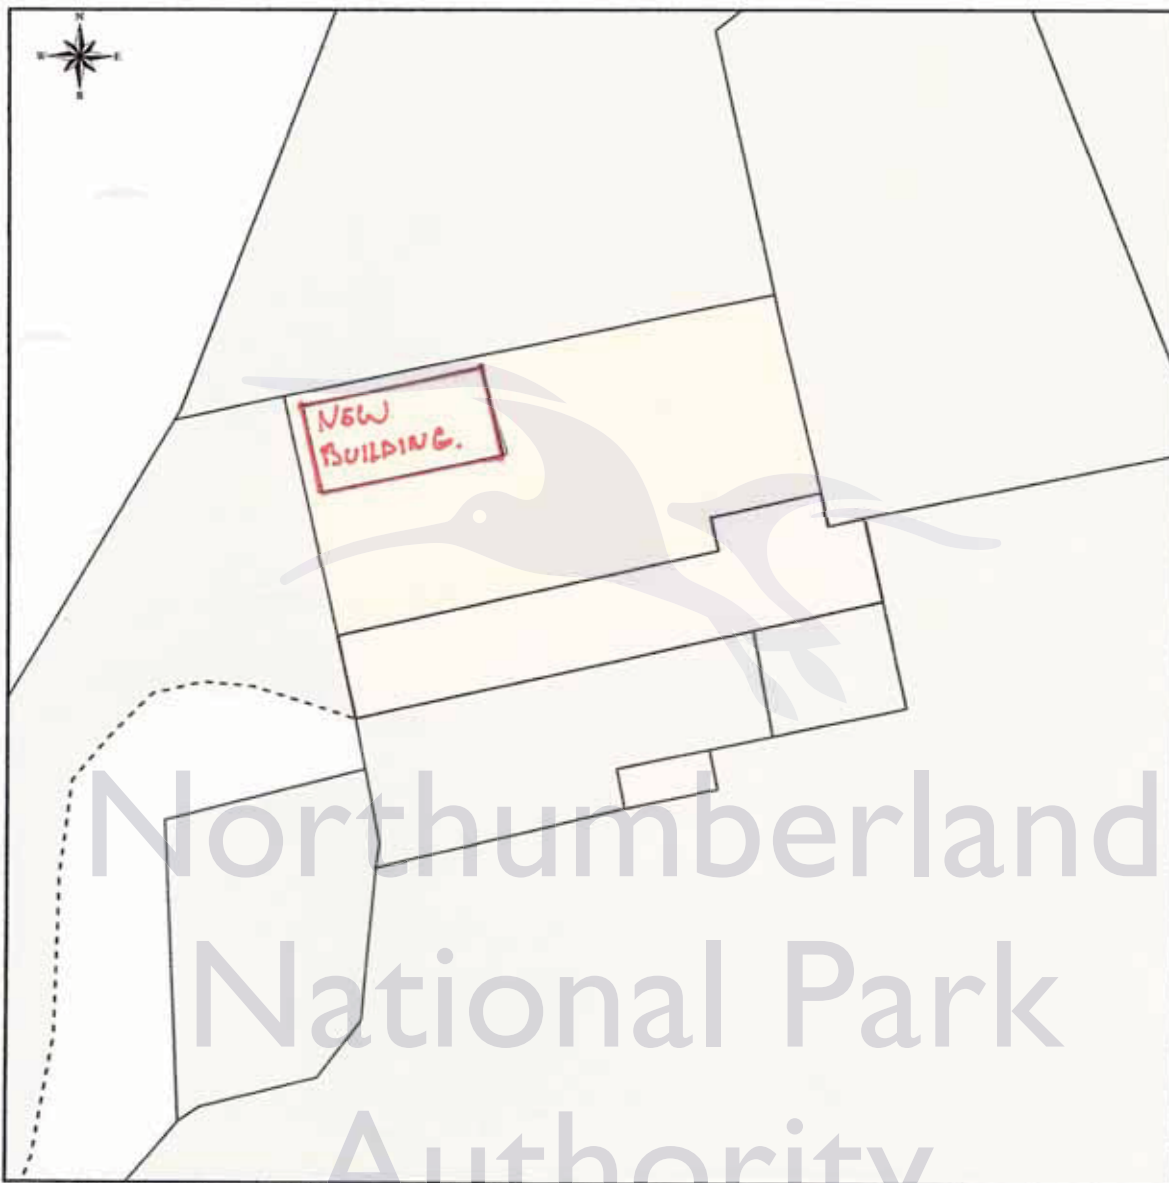 N
W E
S
NEW
BUILDING.
Northumberland
National Park
Authority